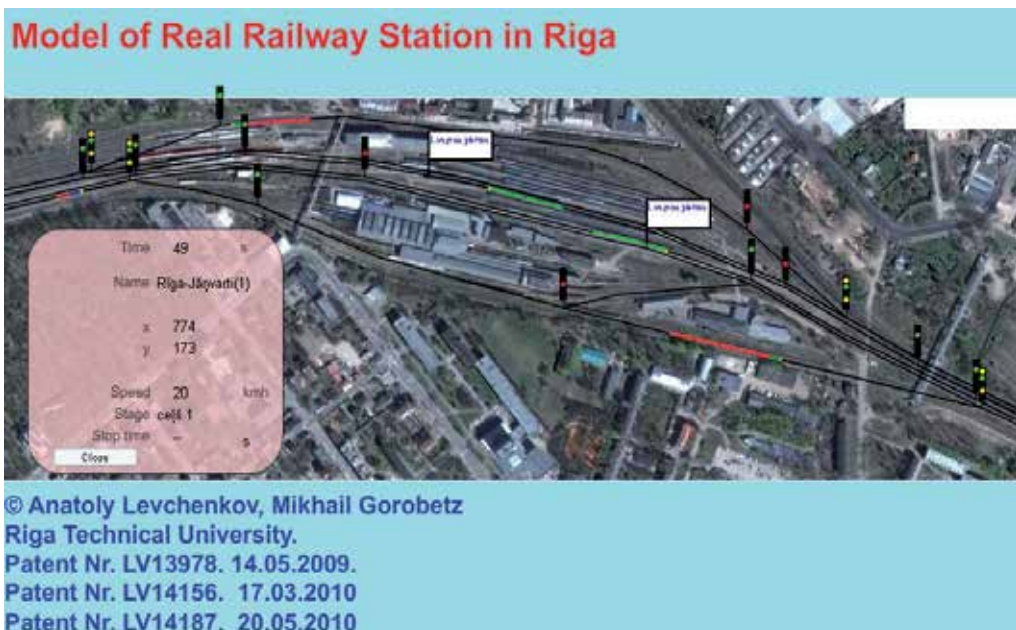 Model of Real Railway Station in Riga
Time 49 s
Name Rīga-Jāņvarti(1)
x 774
y 173
Speed 20 kmh
Stage ceļš 1
Stop time -- s
Close
© Anatoly Levchenkov, Mikhail Gorobetz
Riga Technical University.
Patent Nr. LV13978. 14.05.2009.
Patent Nr. LV14156. 17.03.2010
Patent Nr. LV14187. 20.05.2010